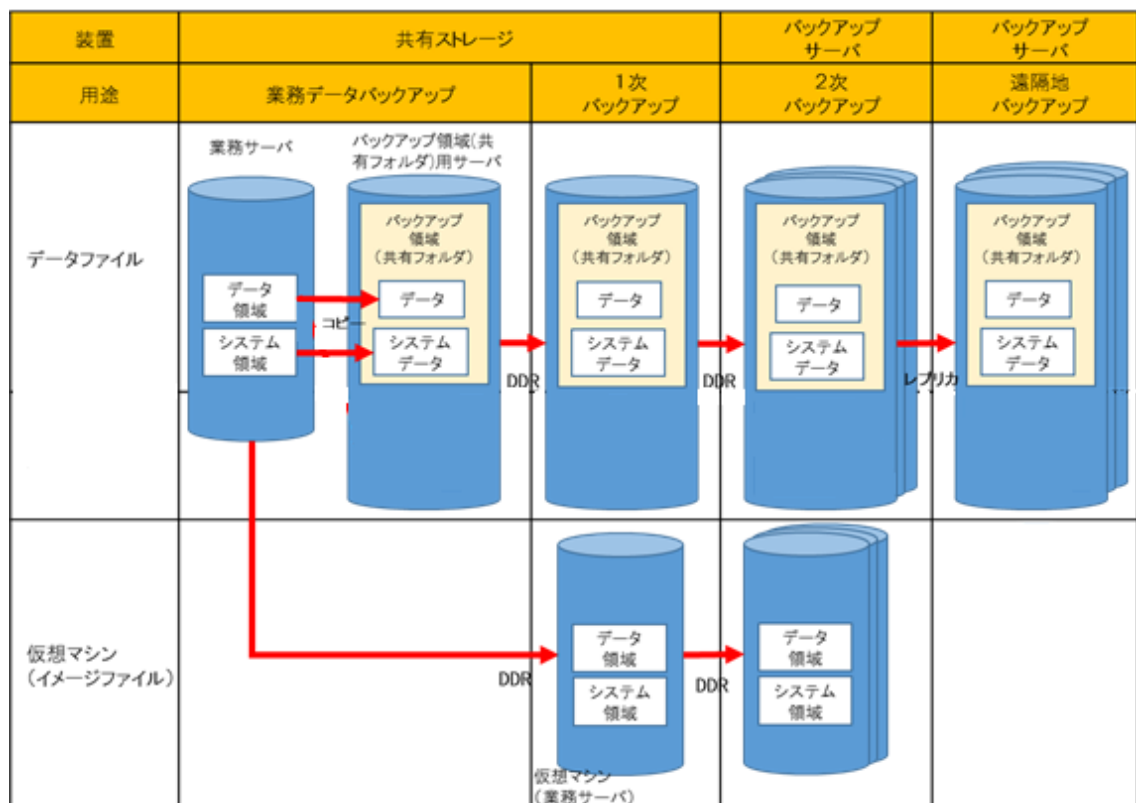 装置
共有ストレージ
バックアップ
サーバ
バックアップ
サーバ
用途
業務データバックアップ
1次
バックアップ
2次
バックアップ
遠隔地
バックアップ
データファイル
業務サーバ
データ
領域
システム
領域
コピー
バックアップ領域(共
有フォルダ)用サーバ
バックアップ
領域
(共有フォルダ)
データ
システム
データ
DDR
バックアップ
領域
(共有フォルダ)
データ
システム
データ
DDR
バックアップ
領域
(共有フォルダ)
データ
システム
データ
レプリカ
バックアップ
領域
(共有フォルダ)
データ
システム
データ
仮想マシン
(イメージファイル)
DDR
データ
領域
システム
領域
仮想マシン
(業務サーバ)
DDR
データ
領域
システム
領域